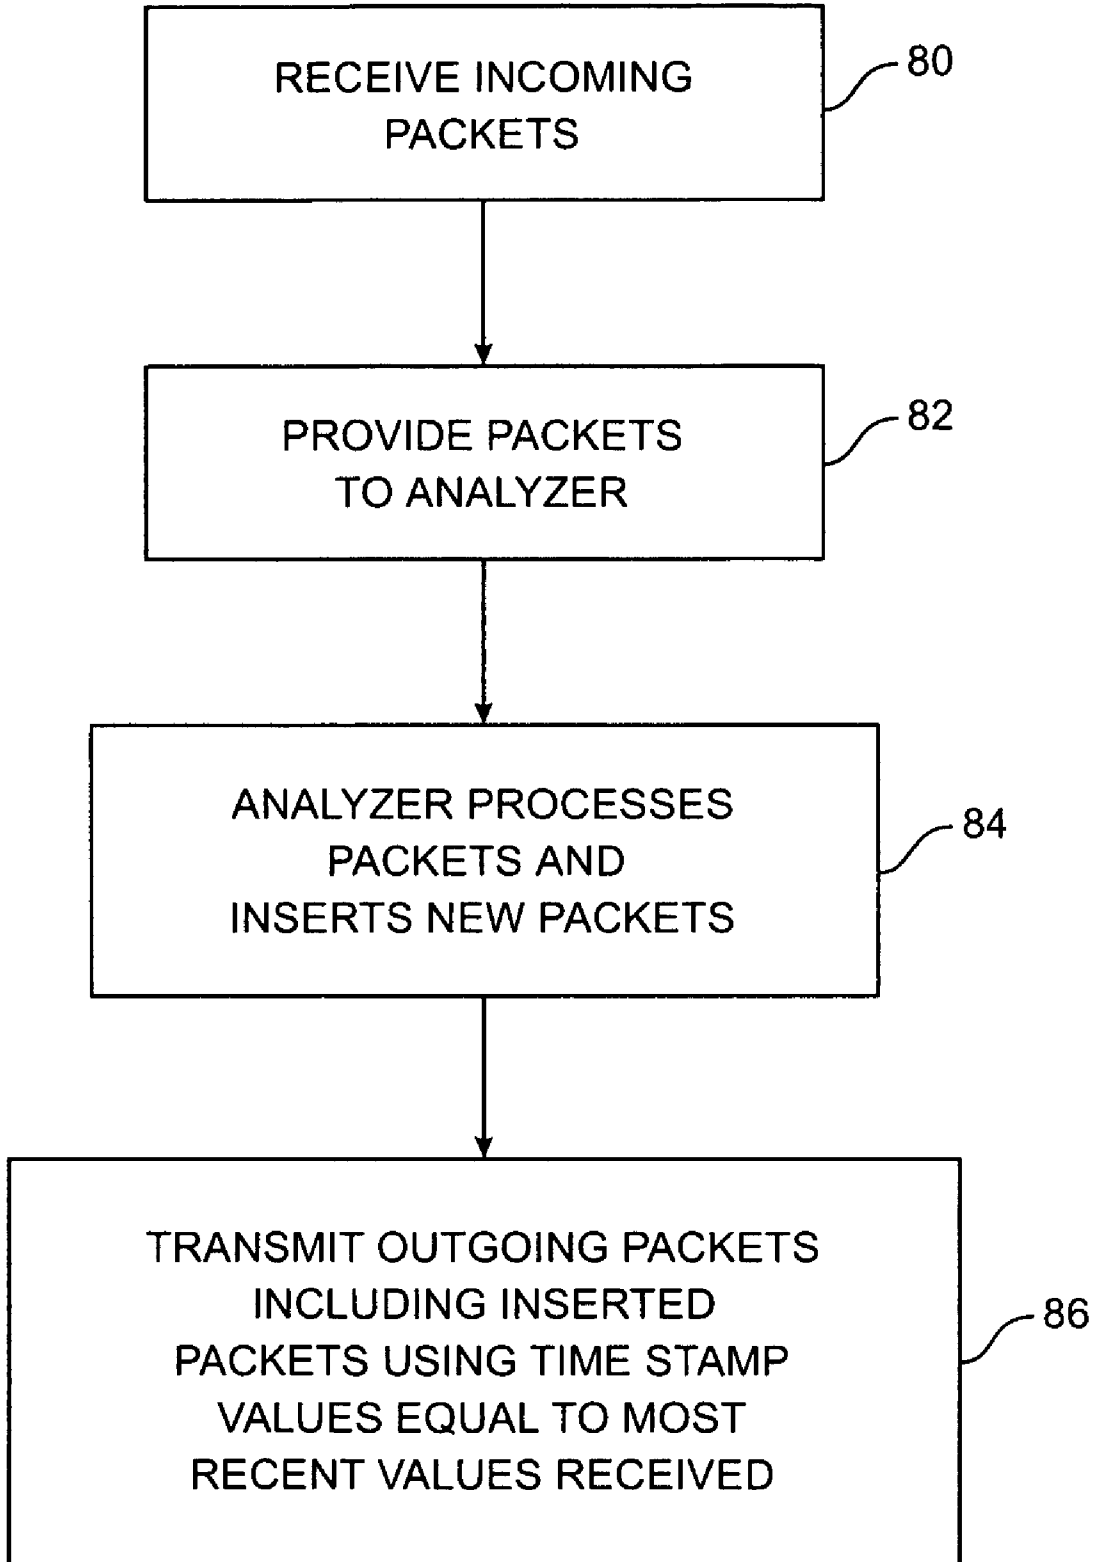 RECEIVE INCOMING
PACKETS
80
PROVIDE PACKETS
TO ANALYZER
82
ANALYZER PROCESSES
PACKETS AND
INSERTS NEW PACKETS
84
TRANSMIT OUTGOING PACKETS
INCLUDING INSERTED
PACKETS USING TIME STAMP
VALUES EQUAL TO MOST
RECENT VALUES RECEIVED
86